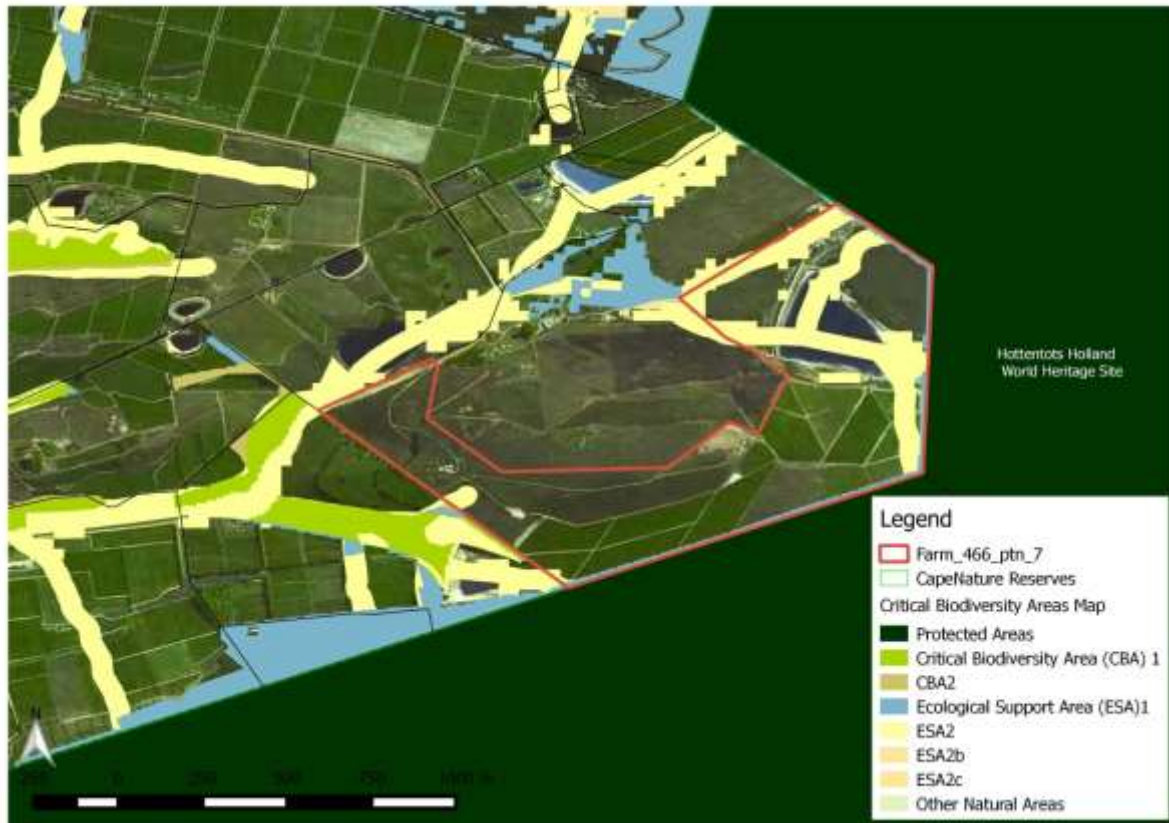 Hottentots Holland
World Heritage Site
Legend
Farm_466_ptn_7
CapeNature Reserves
Critical Biodiversity Areas Map
Protected Areas
Critical Biodiversity Area (CBA) 1
CBA2
Ecological Support Area (ESA)1
ESA2
ESA2b
ESA2c
Other Natural Areas
N
250 0 250 500 750